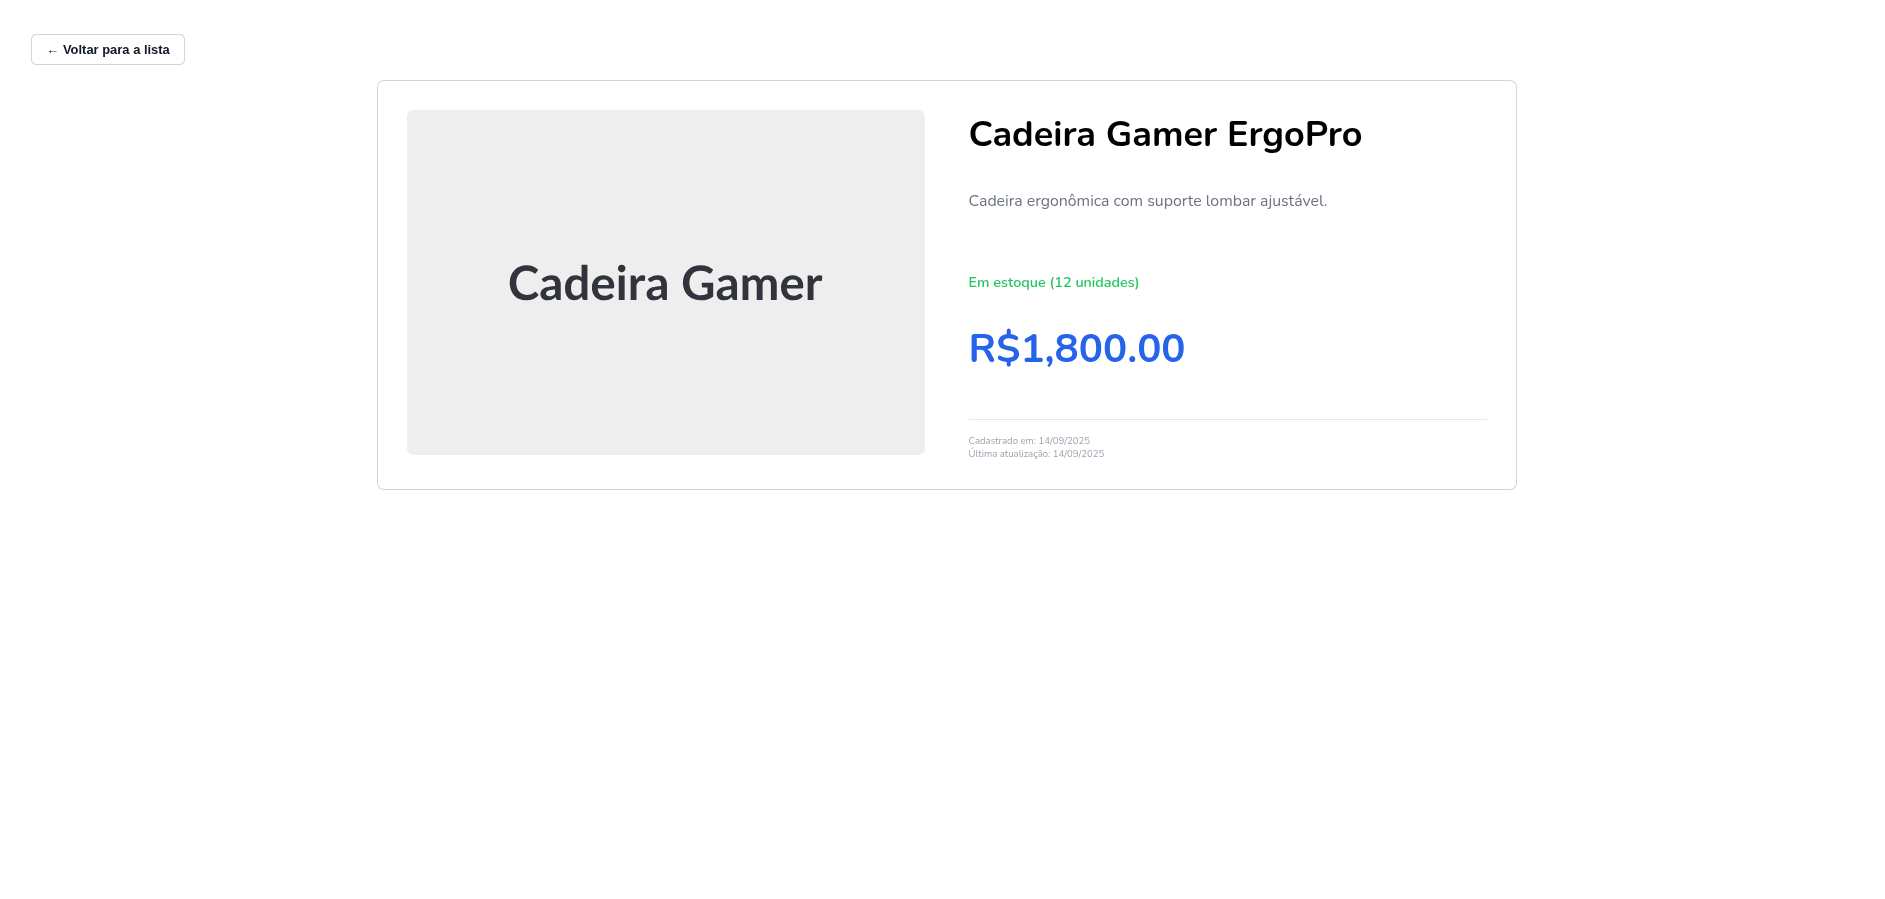 ← Voltar para a lista
Cadeira Gamer
Cadeira Gamer ErgoPro
Cadeira ergonômica com suporte lombar ajustável.
Em estoque (12 unidades)
R$1,800.00
Cadastrado em: 14/09/2025
Última atualização: 14/09/2025